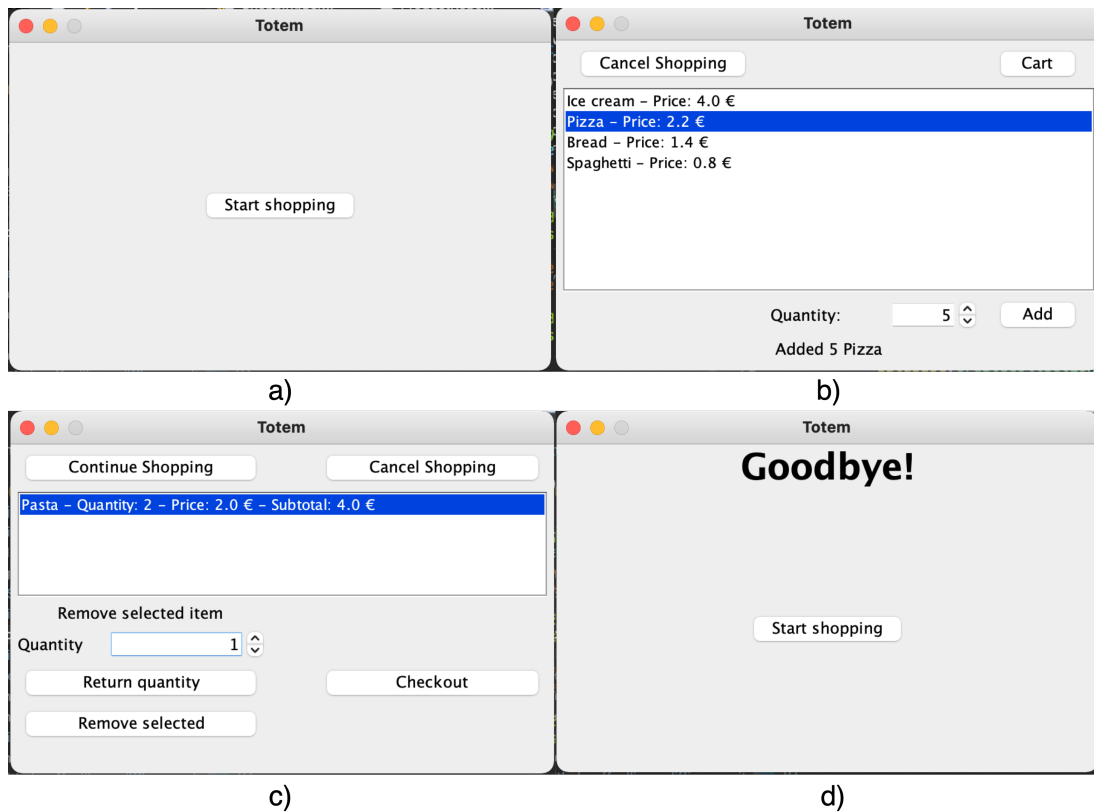 Totem
Start shopping
a)
Totem
Cancel Shopping
Cart
Ice cream – Price: 4.0 €
Pizza – Price: 2.2 €
Bread – Price: 1.4 €
Spaghetti – Price: 0.8 €
Quantity:
5
Add
Added 5 Pizza
b)
Totem
Continue Shopping
Cancel Shopping
Pasta – Quantity: 2 – Price: 2.0 € – Subtotal: 4.0 €
Remove selected item
Quantity
1
Return quantity
Checkout
Remove selected
c)
Totem
Goodbye!
Start shopping
d)